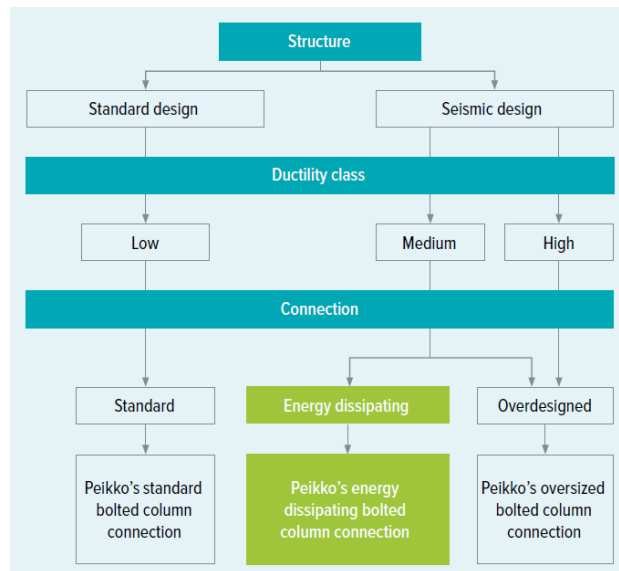 Structure
Standard design
Seismic design
Ductility class
Low
Medium
High
Connection
Standard
Energy dissipating
Overdesigned
Peikko’s standard
bolted column
connection
Peikko’s energy
dissipating bolted
column connection
Peikko’s oversized
bolted column
connection